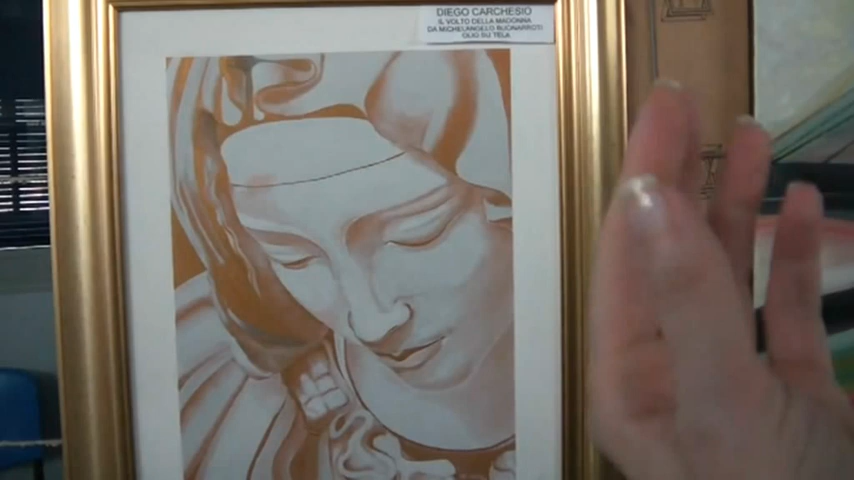 DIEGO CARCHESIO
IL VOLTO DELLA MADONNA
DA MICHELANGELO BUONARROTI
OLIO SU TELA